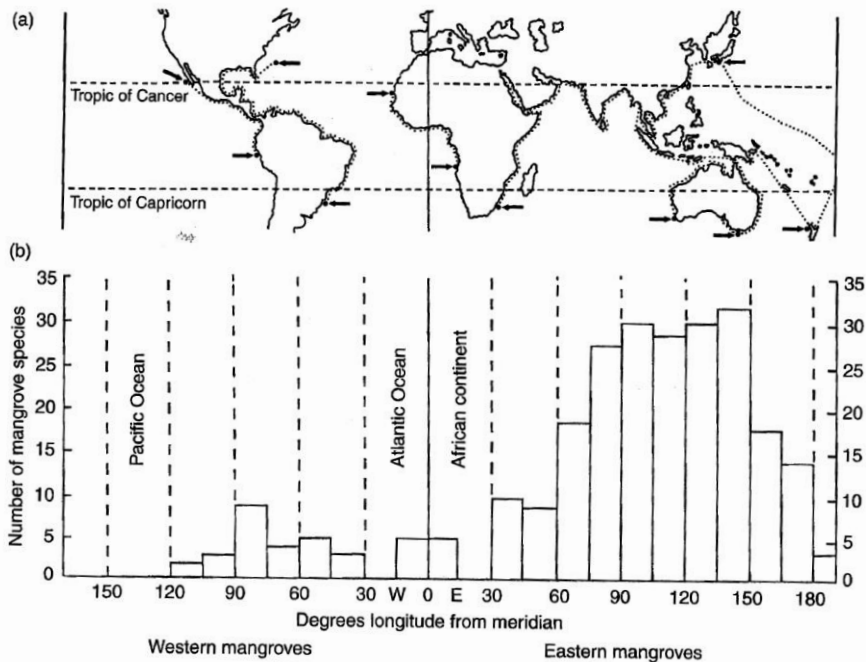 (a)
Tropic of Cancer
Tropic of Capricorn
(b)
35
30
25
20
15
10
5
0
Number of mangrove species
Pacific Ocean
Atlantic Ocean
African continent
35
30
25
20
15
10
5
0
150 120 90 60 30 W 0 E 30 60 90 120 150 180
Degrees longitude from meridian
Western mangroves Eastern mangroves